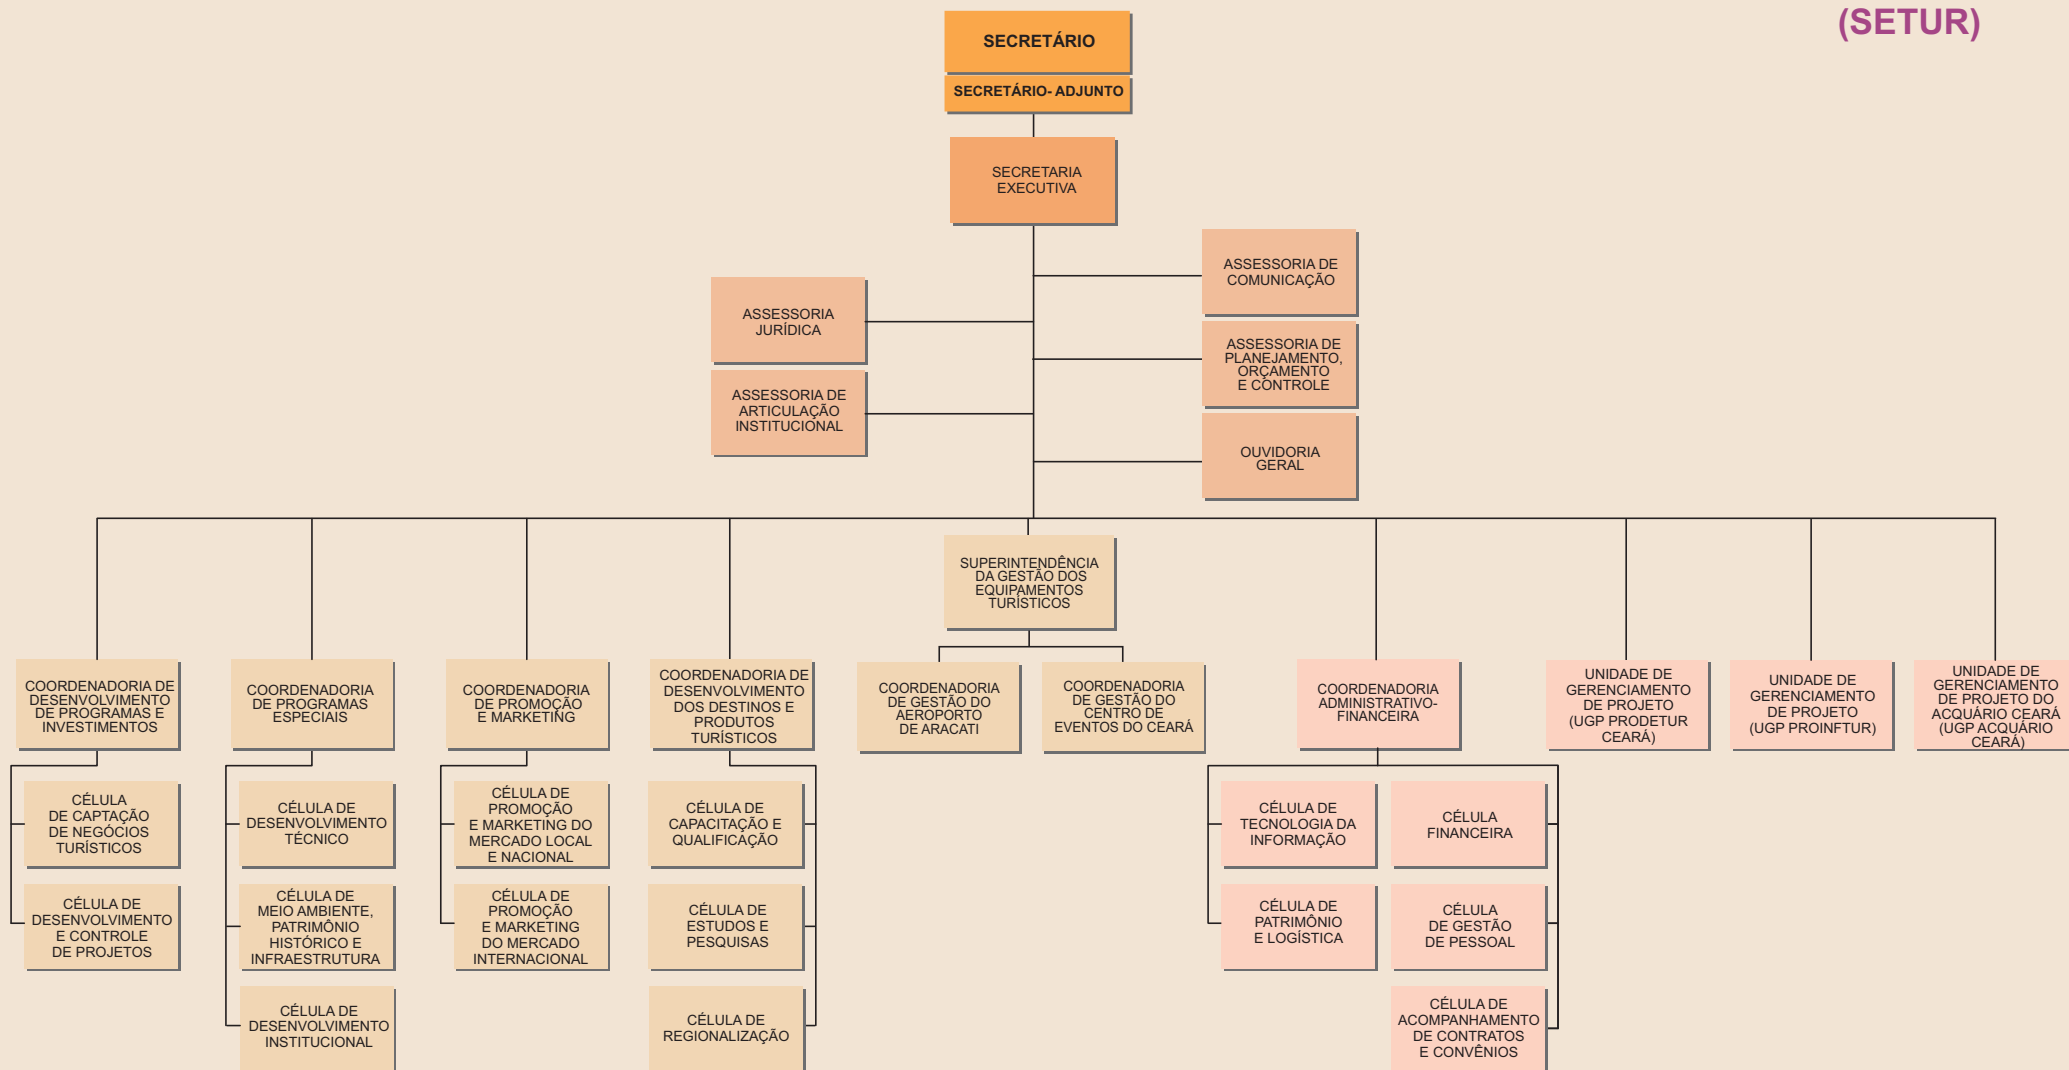 (SETUR)
SECRETÁRIO
SECRETÁRIO- ADJUNTO
SECRETARIA
EXECUTIVA
ASSESSORIA DE
COMUNICAÇÃO
ASSESSORIA
JURÍDICA
ASSESSORIA DE
PLANEJAMENTO,
ORÇAMENTO
E CONTROLE
ASSESSORIA DE
ARTICULAÇÃO
INSTITUCIONAL
OUVIDORIA
GERAL
SUPERINTENDÊNCIA
DA GESTÃO DOS
EQUIPAMENTOS
TURÍSTICOS
COORDENADORIA DE
DESENVOLVIMENTO
DE PROGRAMAS E
INVESTIMENTOS
COORDENADORIA
DE PROGRAMAS
ESPECIAIS
COORDENADORIA
DE PROMOÇÃO
E MARKETING
COORDENADORIA DE
DESENVOLVIMENTO
DOS DESTINOS E
PRODUTOS
TURÍSTICOS
COORDENADORIA
DE GESTÃO DO
AEROPORTO
DE ARACATI
COORDENADORIA
DE GESTÃO DO
CENTRO DE
EVENTOS DO CEARÁ
COORDENADORIA
ADMINISTRATIVO-
FINANCEIRA
UNIDADE DE
GERENCIAMENTO
DE PROJETO
(UGP PRODETUR
CEARÁ)
UNIDADE DE
GERENCIAMENTO
DE PROJETO
(UGP PROINFTUR)
UNIDADE DE
GERENCIAMENTO
DE PROJETO DO
ACQUÁRIO CEARÁ
(UGP ACQUÁRIO
CEARÁ)
CÉLULA
DE CAPTAÇÃO
DE NEGÓCIOS
TURÍSTICOS
CÉLULA DE
DESENVOLVIMENTO
TÉCNICO
CÉLULA DE
PROMOÇÃO
E MARKETING DO
MERCADO LOCAL
E NACIONAL
CÉLULA DE
CAPACITAÇÃO E
QUALIFICAÇÃO
CÉLULA DE
TECNOLOGIA DA
INFORMAÇÃO
CÉLULA
FINANCEIRA
CÉLULA DE
DESENVOLVIMENTO
E CONTROLE
DE PROJETOS
CÉLULA DE
MEIO AMBIENTE,
PATRIMÔNIO
HISTÓRICO E
INFRAESTRUTURA
CÉLULA DE
PROMOÇÃO
E MARKETING
DO MERCADO
INTERNACIONAL
CÉLULA DE
ESTUDOS E
PESQUISAS
CÉLULA DE
PATRIMÔNIO
E LOGÍSTICA
CÉLULA
DE GESTÃO
DE PESSOAL
CÉLULA DE
DESENVOLVIMENTO
INSTITUCIONAL
CÉLULA DE
REGIONALIZAÇÃO
CÉLULA DE
ACOMPANHAMENTO
DE CONTRATOS
E CONVÊNIOS